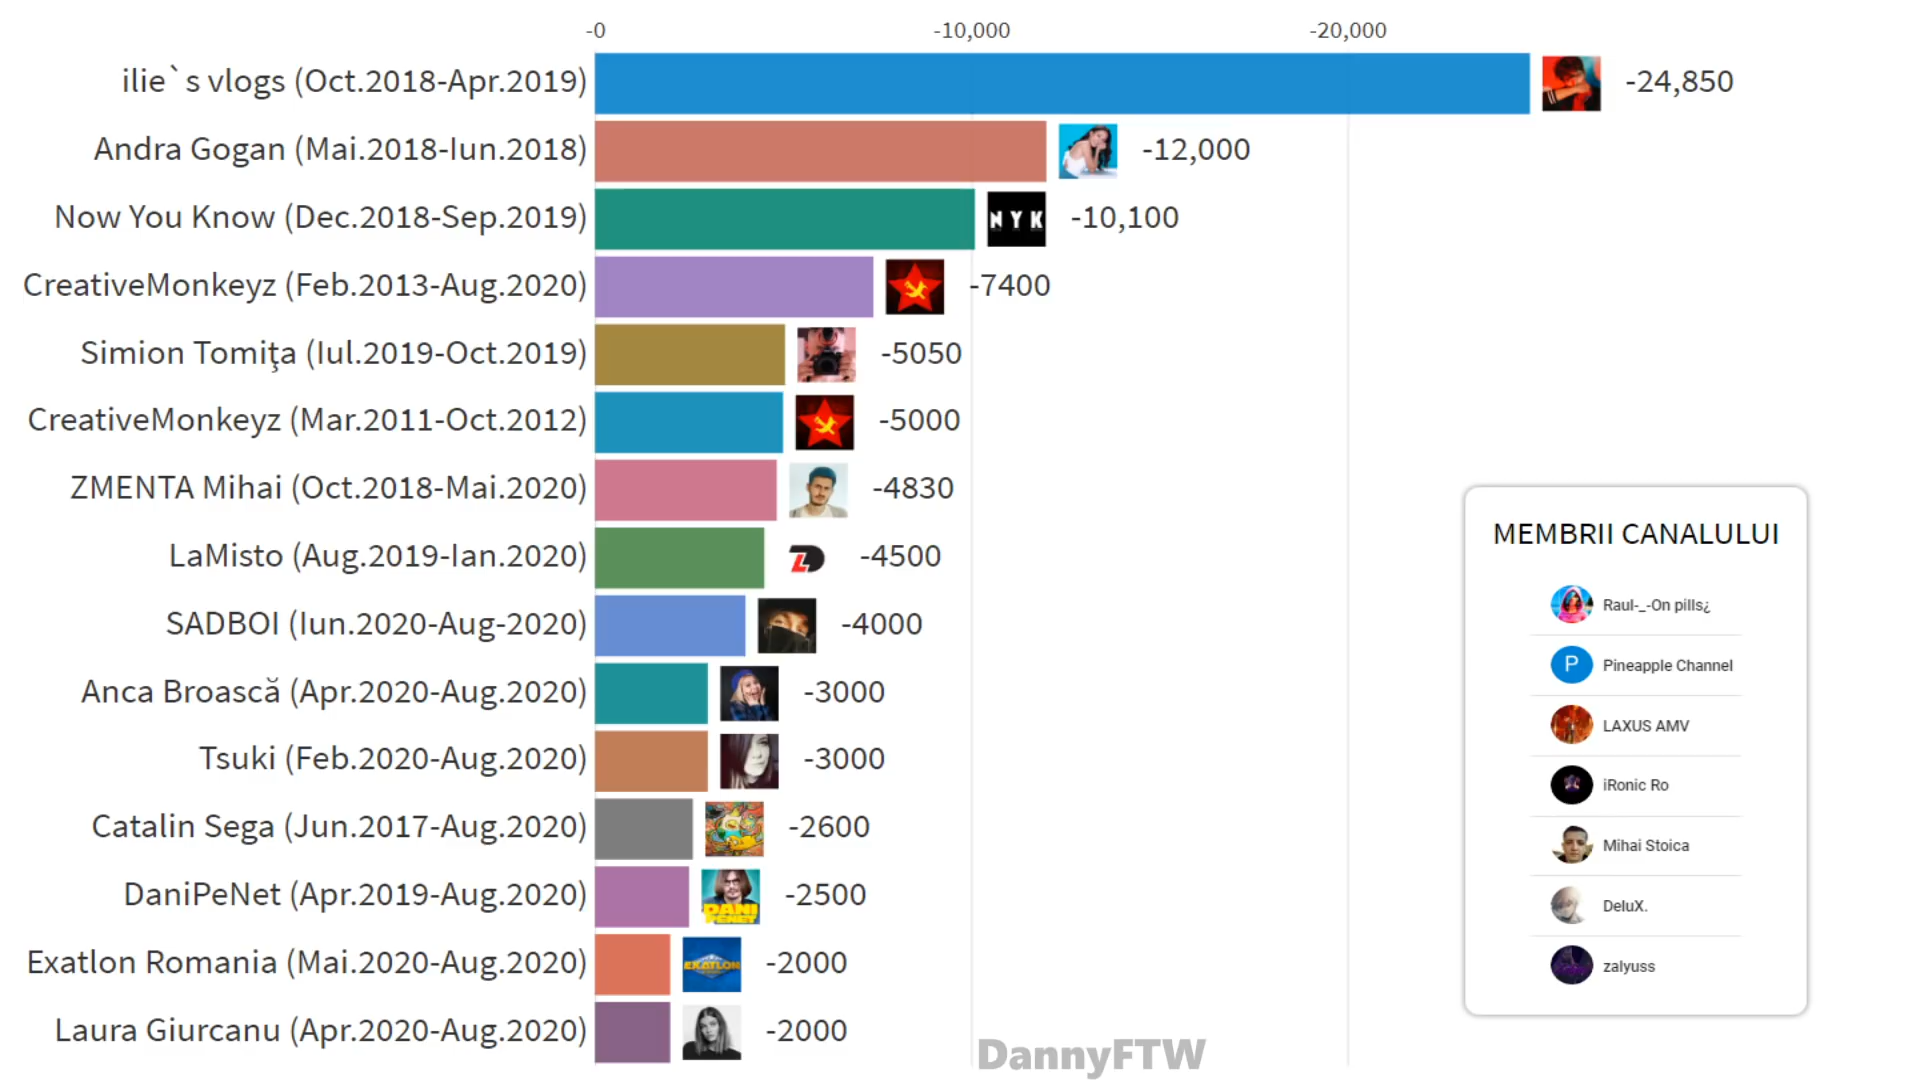 -0 -10,000 -20,000
ilie`s vlogs (Oct.2018-Apr.2019) -24,850
Andra Gogan (Mai.2018-Iun.2018) -12,000
Now You Know (Dec.2018-Sep.2019) NYK -10,100
CreativeMonkeyz (Feb.2013-Aug.2020) -7400
Simion Tomiţa (Iul.2019-Oct.2019) -5050
CreativeMonkeyz (Mar.2011-Oct.2012) -5000
ZMENTA Mihai (Oct.2018-Mai.2020) -4830
LaMisto (Aug.2019-Ian.2020) -4500
SADBOI (Iun.2020-Aug-2020) -4000
Anca Broască (Apr.2020-Aug.2020) -3000
Tsuki (Feb.2020-Aug.2020) -3000
Catalin Sega (Jun.2017-Aug.2020) -2600
DaniPeNet (Apr.2019-Aug.2020) DANI PENET -2500
Exatlon Romania (Mai.2020-Aug.2020) EXATLON -2000
Laura Giurcanu (Apr.2020-Aug.2020) -2000
MEMBRII CANALULUI
Raul-_-On pills¿
P Pineapple Channel
LAXUS AMV
iRonic Ro
Mihai Stoica
DeluX.
zalyuss
DannyFTW